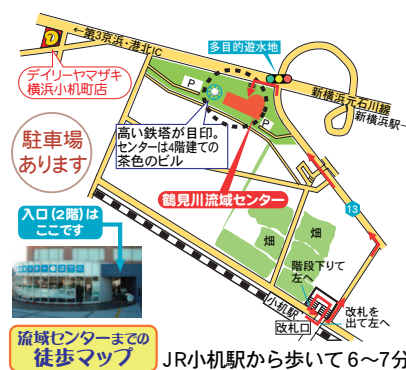 ←第3京浜・港北IC
多目的遊水地
デイリーヤマザキ
横浜小机町店
新横浜元石川線
新横浜駅→
P
P
高い鉄塔が目印。
センターは4階建ての
茶色のビル
駐車場
あります
鶴見川流域センター
13
入口(2階)は
ここです
畑
畑
畑
階段下りて
左へ
小机駅
改札口
改札を
出て左へ
流域センターまでの
徒歩マップ
JR小机駅から歩いて6〜7分